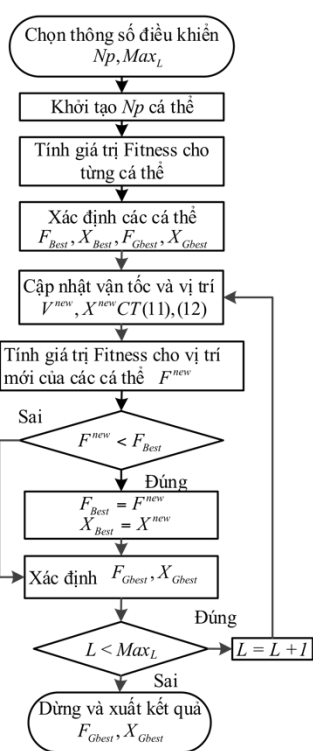 Chọn thông số điều khiển
Np, Max_L
Khởi tạo Np cá thể
Tính giá trị Fitness cho
từng cá thể
Xác định các cá thể
F_Best, X_Best, F_Gbest, X_Gbest
Cập nhật vận tốc và vị trí
V^new, X^new CT(11),(12)
Tính giá trị Fitness cho vị trí
mới của các cá thể F^new
Sai
F^new < F_Best
Đúng
F_Best = F^new
X_Best = X^new
Xác định F_Gbest, X_Gbest
Đúng
L < Max_L
L = L +1
Sai
Dừng và xuất kết quả
F_Gbest, X_Gbest